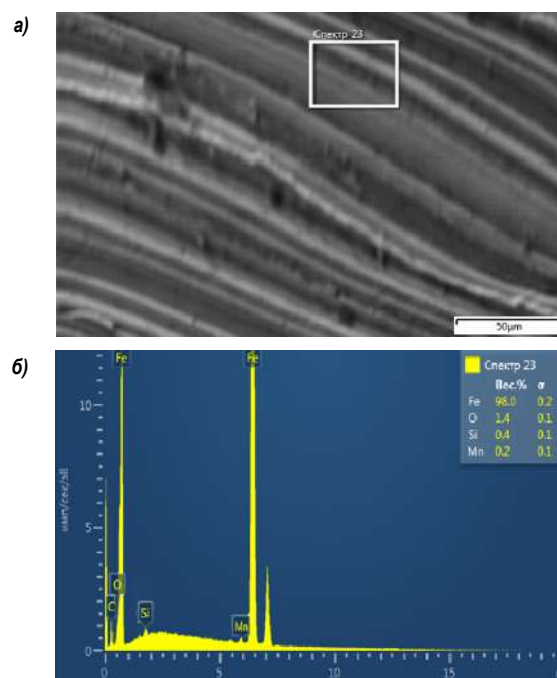 а)
Спектр 23
50µm
б)
Fe
Fe
Спектр 23
Вес.% σ
Fe 98.0 0.2
O 1.4 0.1
Si 0.4 0.1
Mn 0.2 0.1
10
5
O
C
Si
Mn
0
0 5 10 15